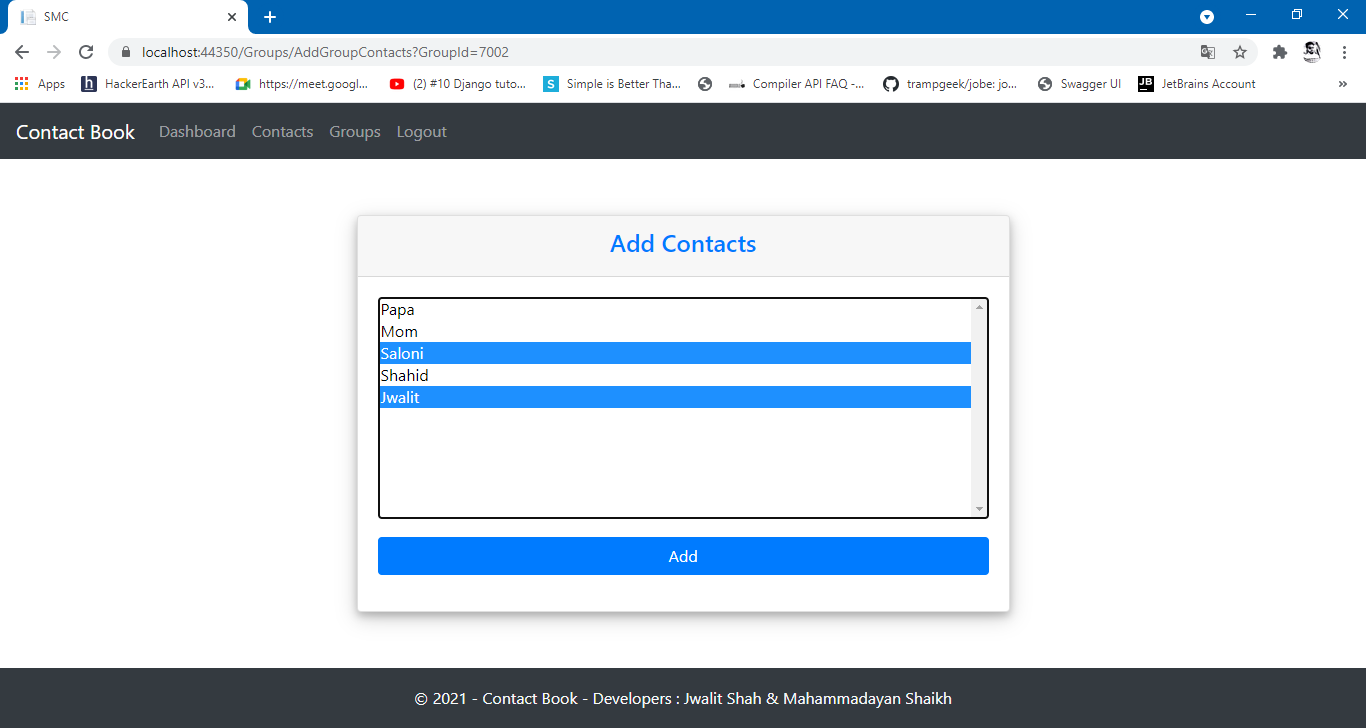 SMC
localhost:44350/Groups/AddGroupContacts?GroupId=7002
Apps h HackerEarth API v3... https://meet.googl... (2) #10 Django tuto... S Simple is Better Tha... Compiler API FAQ -... trampgeek/jobe: jo... Swagger UI JB JetBrains Account »
Contact Book Dashboard Contacts Groups Logout
Add Contacts
Papa
Mom
Saloni
Shahid
Jwalit
Add
© 2021 - Contact Book - Developers : Jwalit Shah & Mahammadayan Shaikh